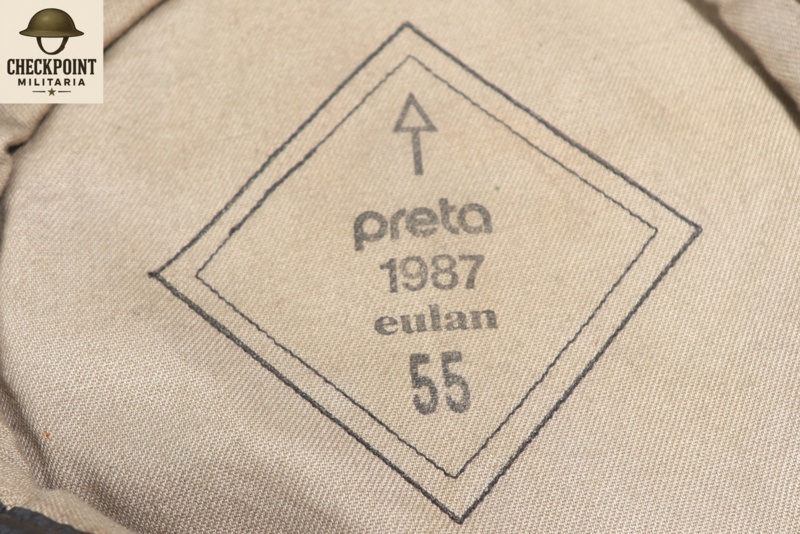 CHECKPOINT
MILITARIA
preta
1987
eulan
55